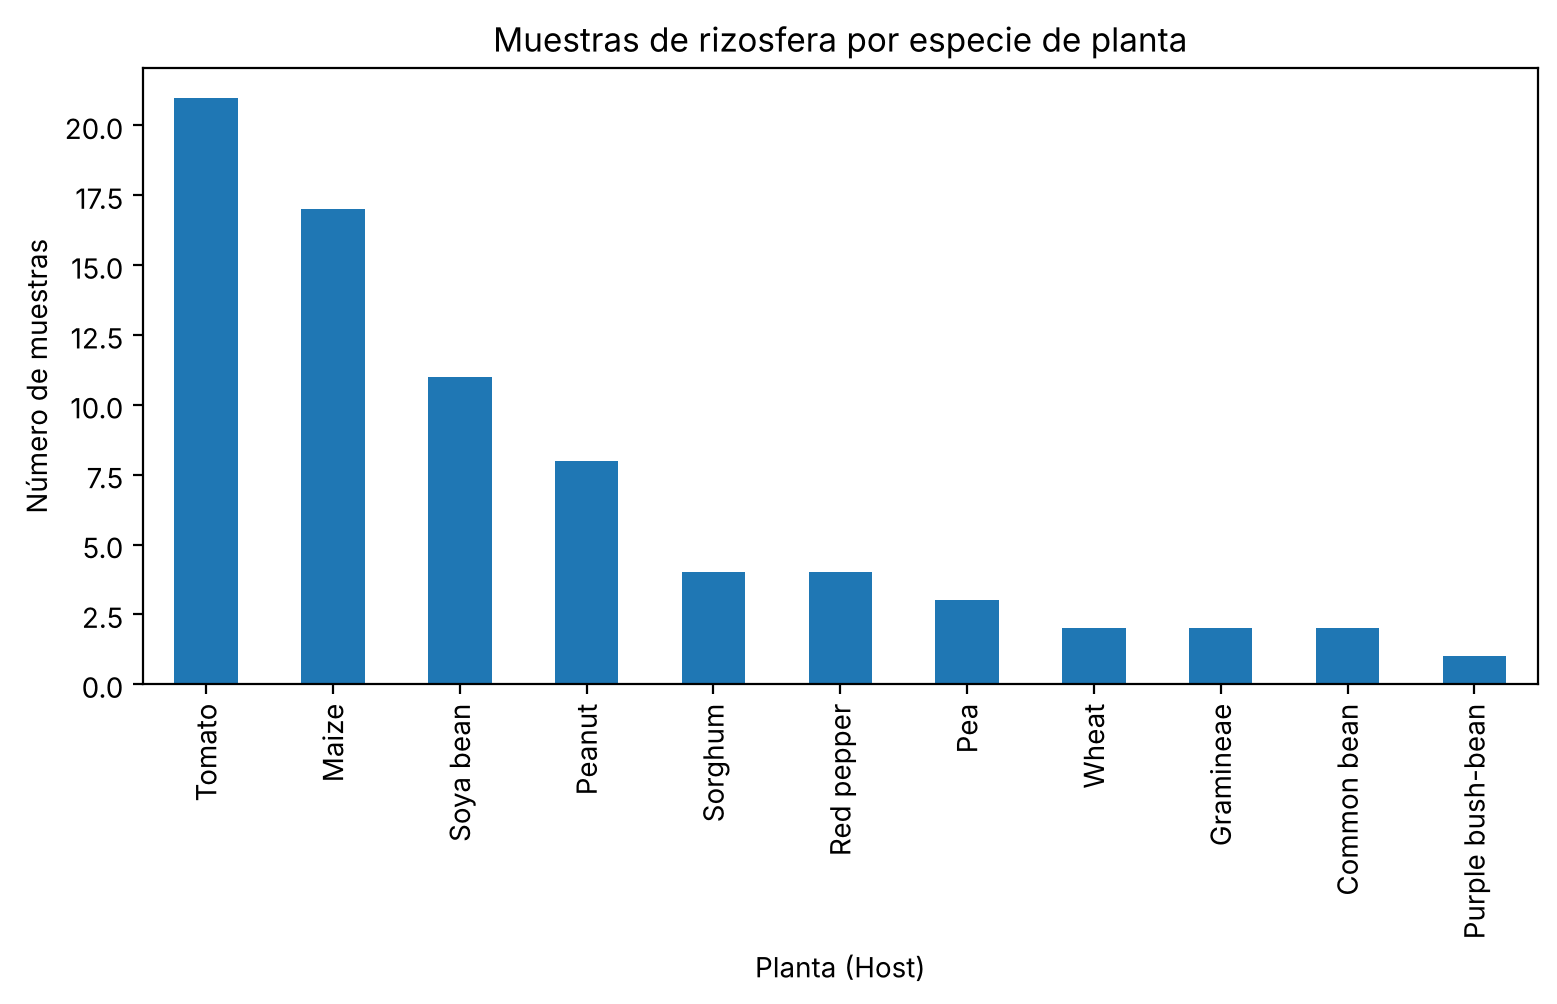 Muestras de rizosfera por especie de planta
Número de muestras
20.0
17.5
15.0
12.5
10.0
7.5
5.0
2.5
0.0
Tomato
Maize
Soya bean
Peanut
Sorghum
Red pepper
Pea
Wheat
Gramineae
Common bean
Purple bush-bean
Planta (Host)